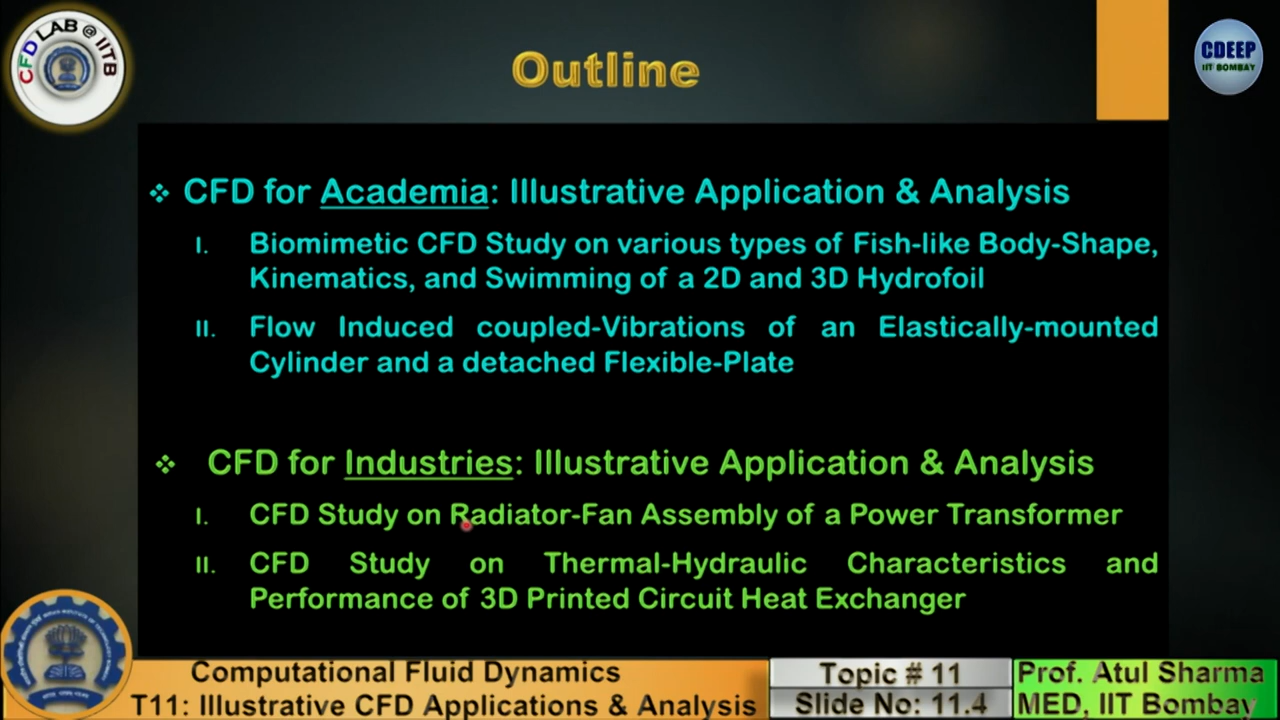 CFD LAB @ IITB
Outline
CDEEP
IIT BOMBAY
❖ CFD for Academia: Illustrative Application & Analysis
I. Biomimetic CFD Study on various types of Fish-like Body-Shape,
Kinematics, and Swimming of a 2D and 3D Hydrofoil
II. Flow Induced coupled-Vibrations of an Elastically-mounted
Cylinder and a detached Flexible-Plate
❖ CFD for Industries: Illustrative Application & Analysis
I. CFD Study on Radiator-Fan Assembly of a Power Transformer
II. CFD Study on Thermal-Hydraulic Characteristics and
Performance of 3D Printed Circuit Heat Exchanger
Computational Fluid Dynamics
T11: Illustrative CFD Applications & Analysis
Topic # 11
Slide No: 11.4
Prof. Atul Sharma
MED, IIT Bombay